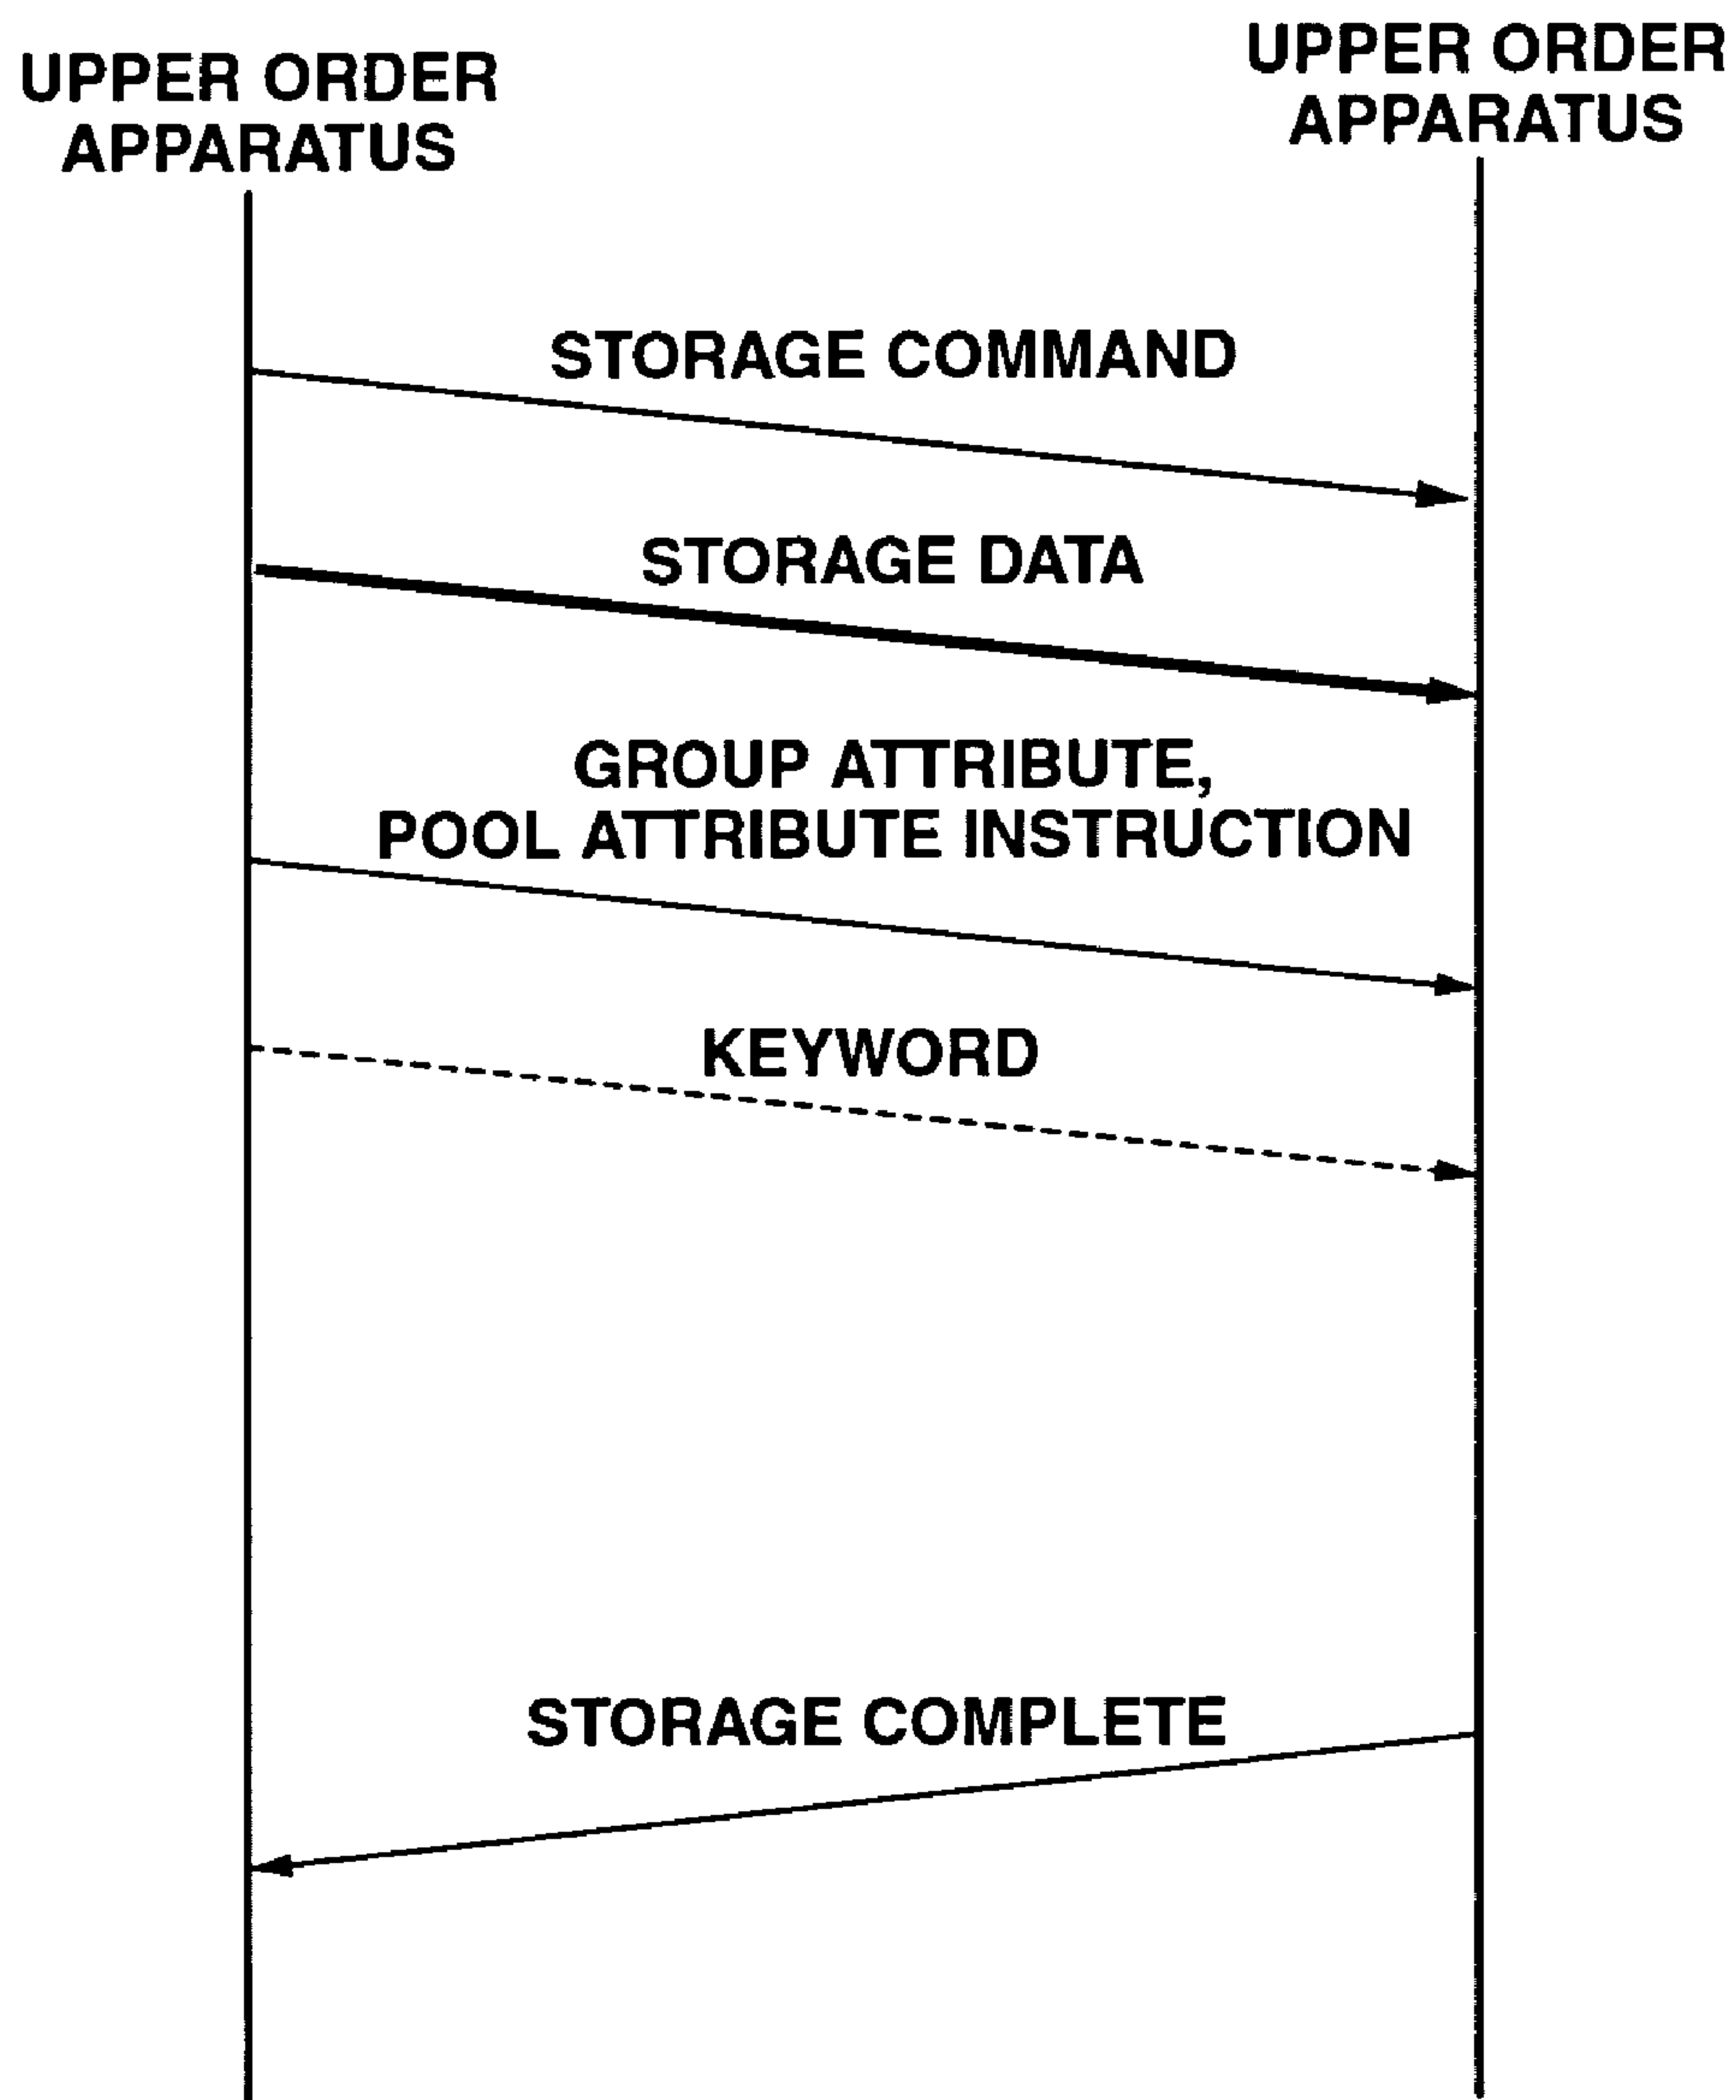 UPPER ORDER
APPARATUS
UPPER ORDER
APPARATUS
STORAGE COMMAND
STORAGE DATA
GROUP ATTRIBUTE,
POOL ATTRIBUTE INSTRUCTION
KEYWORD
STORAGE COMPLETE